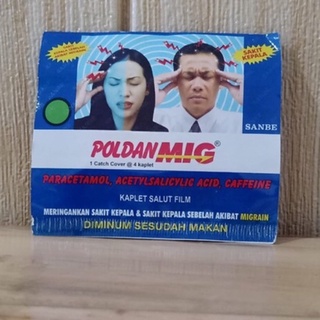 SAKIT
KEPALA
SANBE
POLDANMIG®
1 Catch Cover @ 4 kaplet
PARACETAMOL, ACETYLSALICYLIC ACID, CAFFEINE
KAPLET SALUT FILM
MERINGANKAN SAKIT KEPALA & SAKIT KEPALA SEBELAH AKIBAT MIGRAIN
DIMINUM SESUDAH MAKAN